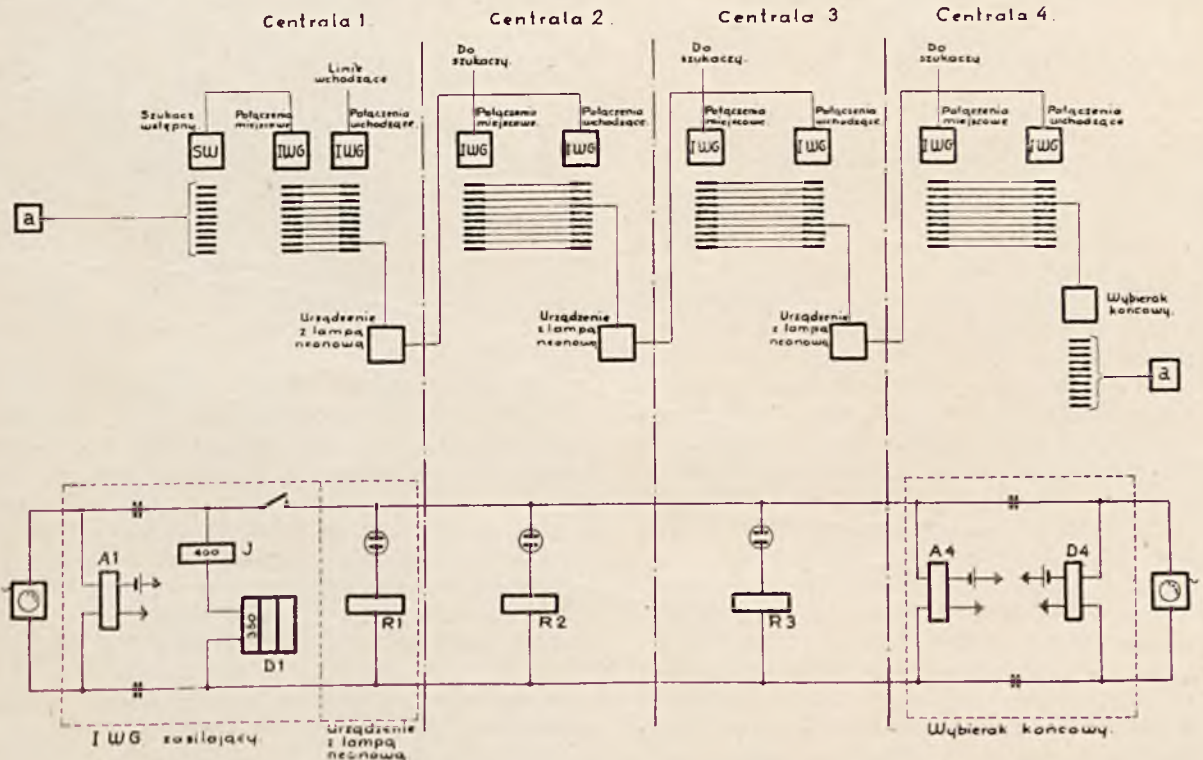 Centrala 1.
Centrala 2
Centrala 3
Centrala 4
Szukacz
wstępny
Połączenia
miejscowe.
Liniк
wchodzące
Połączenia
wchodzące.
SW
IWG
IWG
a
Urządzenie
z lampą
neonową
Do
szukaczy.
Połączenia
miejscowe.
Połączenia
wchodzące.
IWG
IWG
Urządzenie
z lampą
neonową
Do
szukaczy.
Połączenia
miejscowe.
Połączenia
wchodzące.
IWG
IWG
Urządzenie
z lampą
neonową
Do
szukaczy
Połączenia
miejscowe
Połączenia
wchodzące
IWG
IWG
Wybierak
końcowy.
a
A1
400
J
350
D1
R1
R2
R3
A4
D4
I WG zasilający.
Urządzenie
z lampą
neonową
Wybierak końcowy.